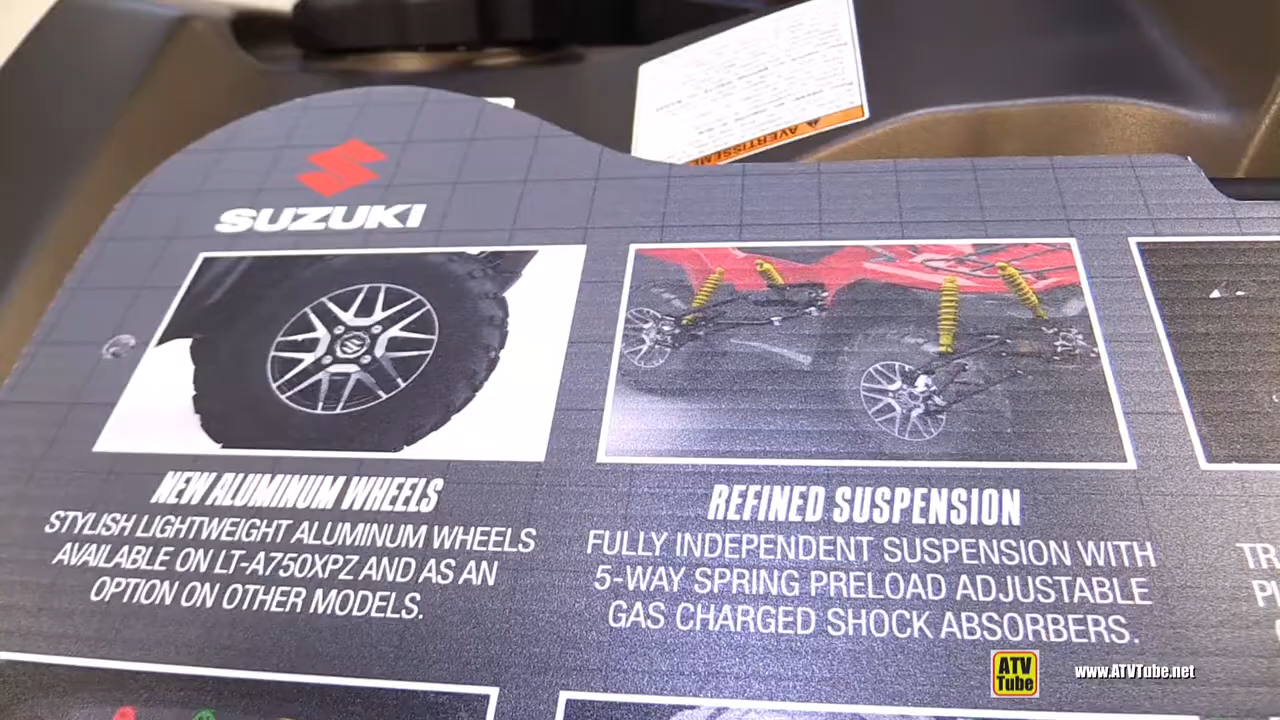 AVERTISSEME
SUZUKI
NEW ALUMINUM WHEELS
STYLISH LIGHTWEIGHT ALUMINUM WHEELS
AVAILABLE ON LT-A750XPZ AND AS AN
OPTION ON OTHER MODELS.
REFINED SUSPENSION
FULLY INDEPENDENT SUSPENSION WITH
5-WAY SPRING PRELOAD ADJUSTABLE
GAS CHARGED SHOCK ABSORBERS.
TR
ATV
Tube
www.ATVTube.net